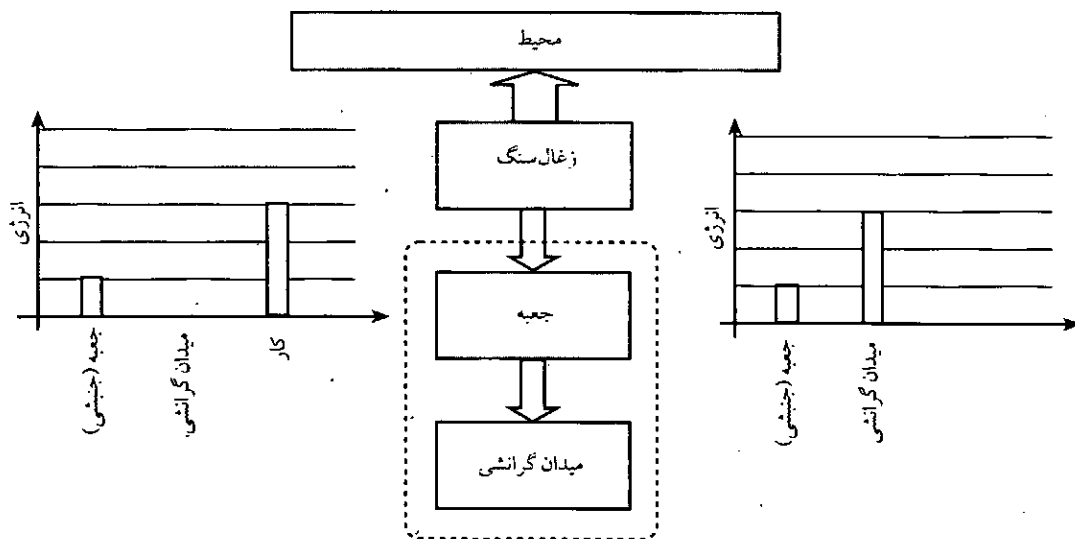 محیط
زغال‌سنگ
جعبه
میدان گرانشی
انرژی
جعبه (جنبشی)
میدان گرانشی
کار
انرژی
جعبه (جنبشی)
میدان گرانشی